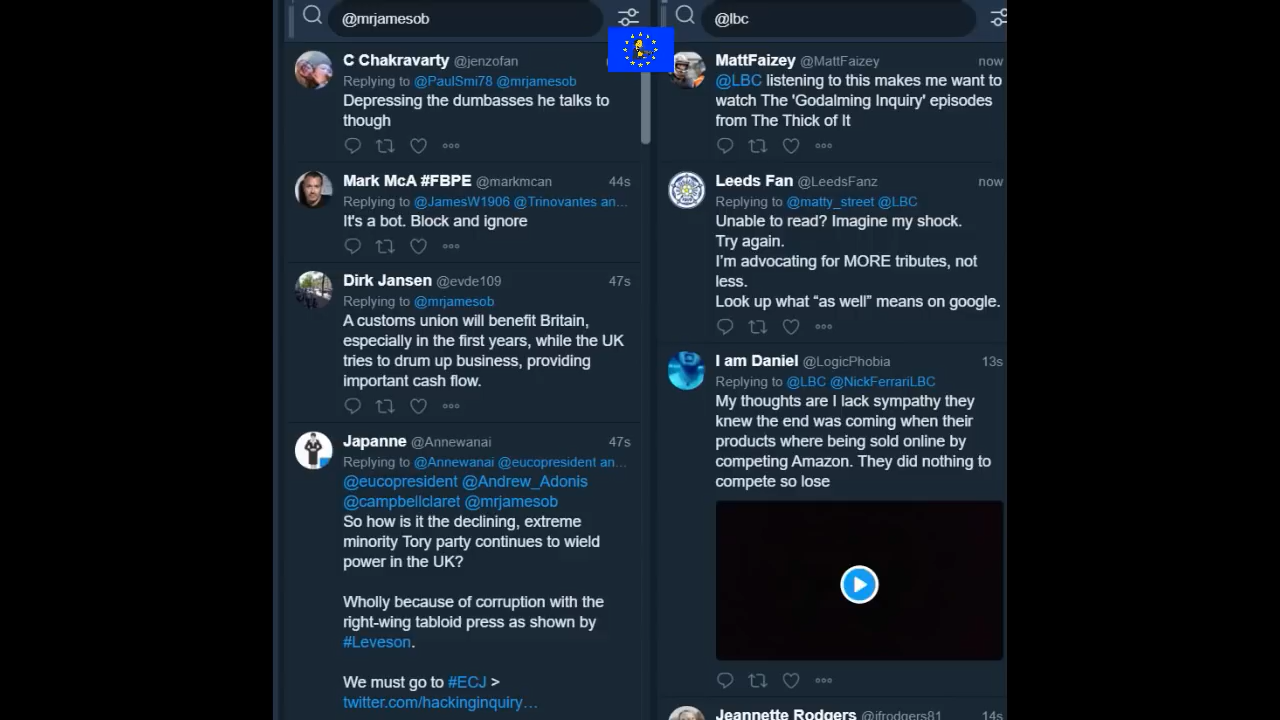 @mrjamesob
C Chakravarty @jenzofan
Replying to @PaulSmi78 @mrjamesob
Depressing the dumbasses he talks to
though
Mark McA #FBPE @markmcan 44s
Replying to @JamesW1906 @Trinovantes an...
It's a bot. Block and ignore
Dirk Jansen @evde109 47s
Replying to @mrjamesob
A customs union will benefit Britain,
especially in the first years, while the UK
tries to drum up business, providing
important cash flow.
Japanne @Annewanai 47s
Replying to @Annewanai @eucopresident an...
@eucopresident @Andrew_Adonis
@campbellclaret @mrjamesob
So how is it the declining, extreme
minority Tory party continues to wield
power in the UK?
Wholly because of corruption with the
right-wing tabloid press as shown by
#Leveson.
We must go to #ECJ >
twitter.com/hackinginquiry…
@lbc
MattFaizey @MattFaizey now
@LBC listening to this makes me want to
watch The 'Godalming Inquiry' episodes
from The Thick of It
Leeds Fan @LeedsFanz now
Replying to @matty_street @LBC
Unable to read? Imagine my shock.
Try again.
I'm advocating for MORE tributes, not
less.
Look up what “as well” means on google.
I am Daniel @LogicPhobia 13s
Replying to @LBC @NickFerrariLBC
My thoughts are I lack sympathy they
knew the end was coming when their
products where being sold online by
competing Amazon. They did nothing to
compete so lose
Jeannette Rodgers @jfrodgers81 14s